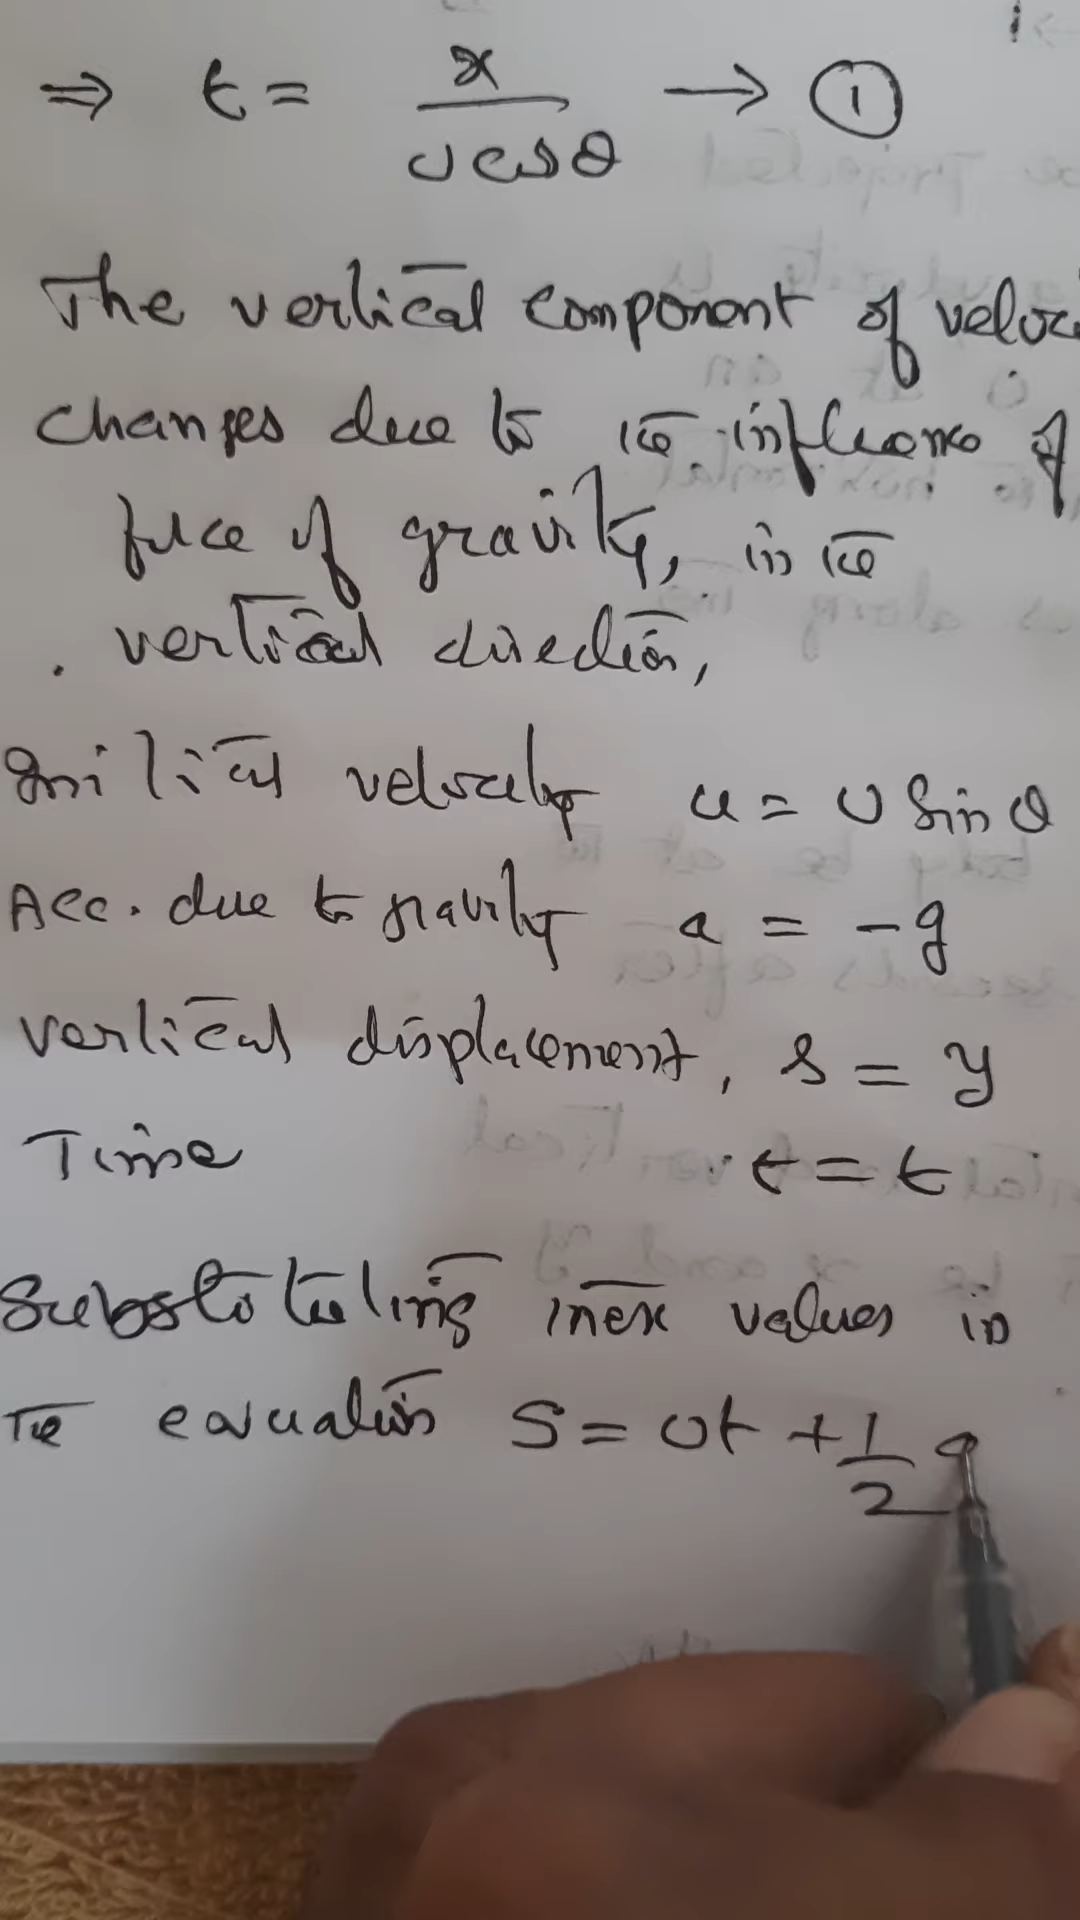 ⇒ t = x / υ cos θ → ①
The vertical component of veloc
changes due to the influence of
force of gravity, in the
vertical direction,
Initial velocity u = υ sin θ
Acc. due to gravity a = -g
vertical displacement, s = y
Time t = t
Substituting these values in
the equation S = ut + 1/2 a